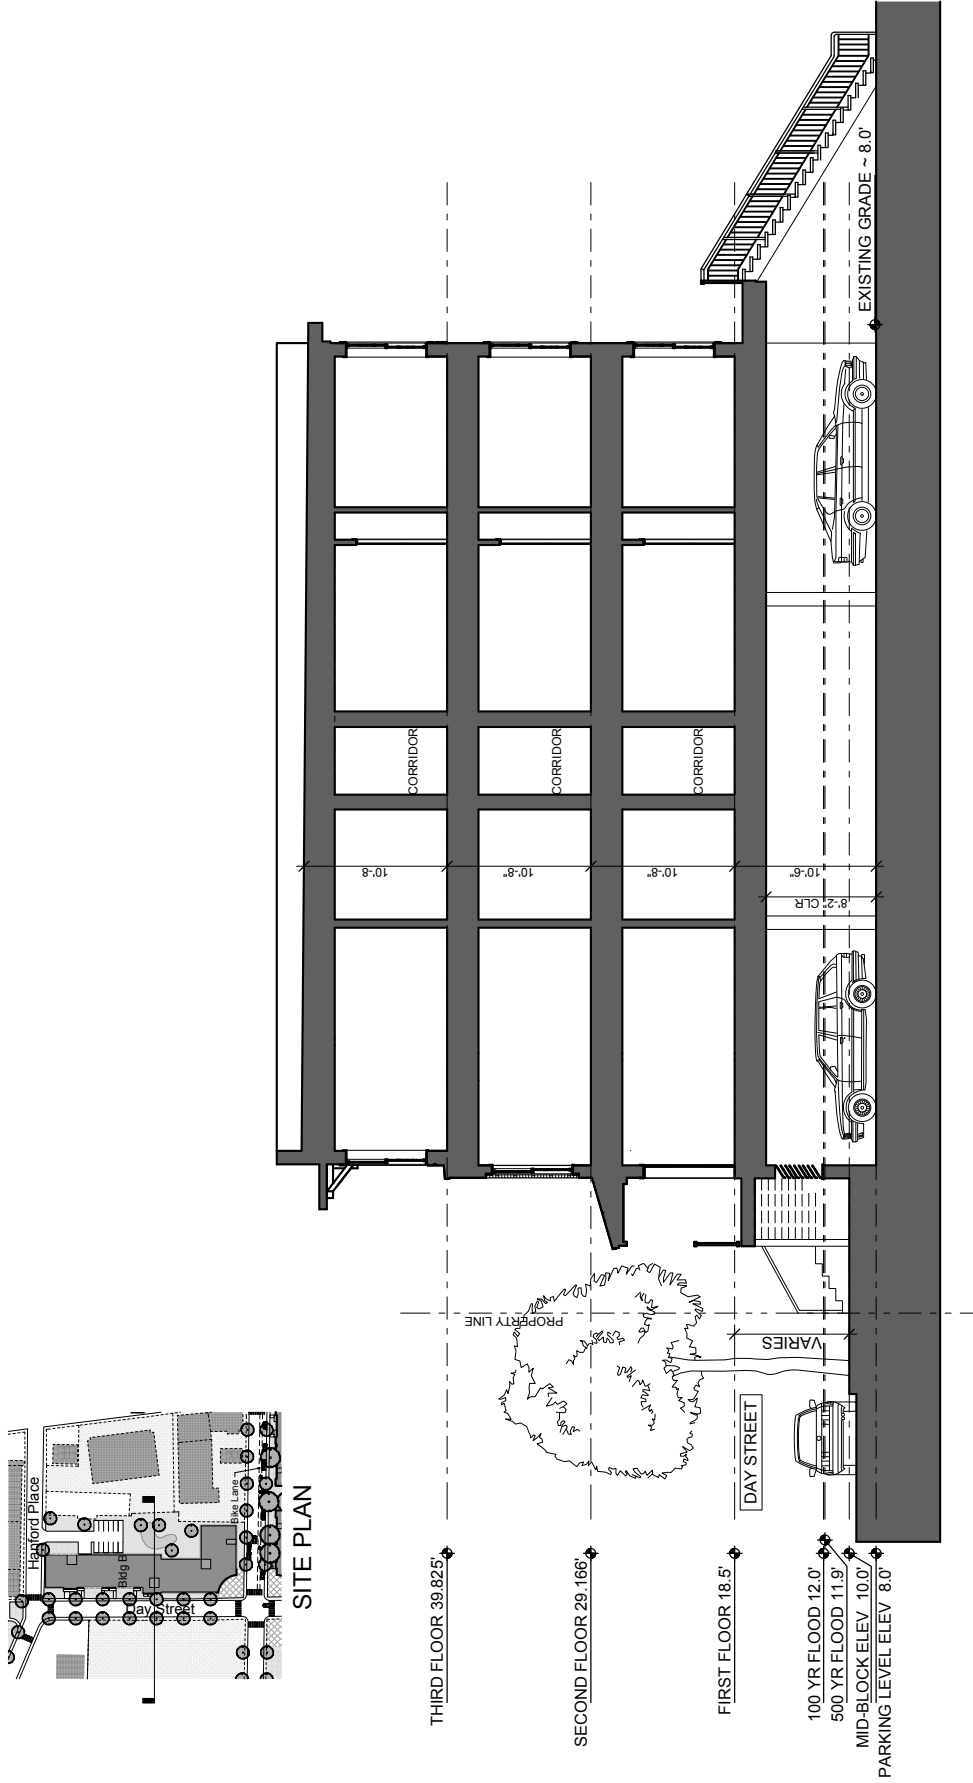 Hanford Place
Bldg B
Day Street
Bike Lane
SITE PLAN
THIRD FLOOR 39.825'
SECOND FLOOR 29.166'
FIRST FLOOR 18.5'
100 YR FLOOD 12.0'
500 YR FLOOD 11.9'
MID-BLOCK ELEV 10.0'
PARKING LEVEL ELEV 8.0'
DAY STREET
PROPERTY LINE
VARIES
10'-8
10'-8"
10'-8"
10'-6"
8'-2" CLR
CORRIDOR
CORRIDOR
CORRIDOR
EXISTING GRADE ~ 8.0'